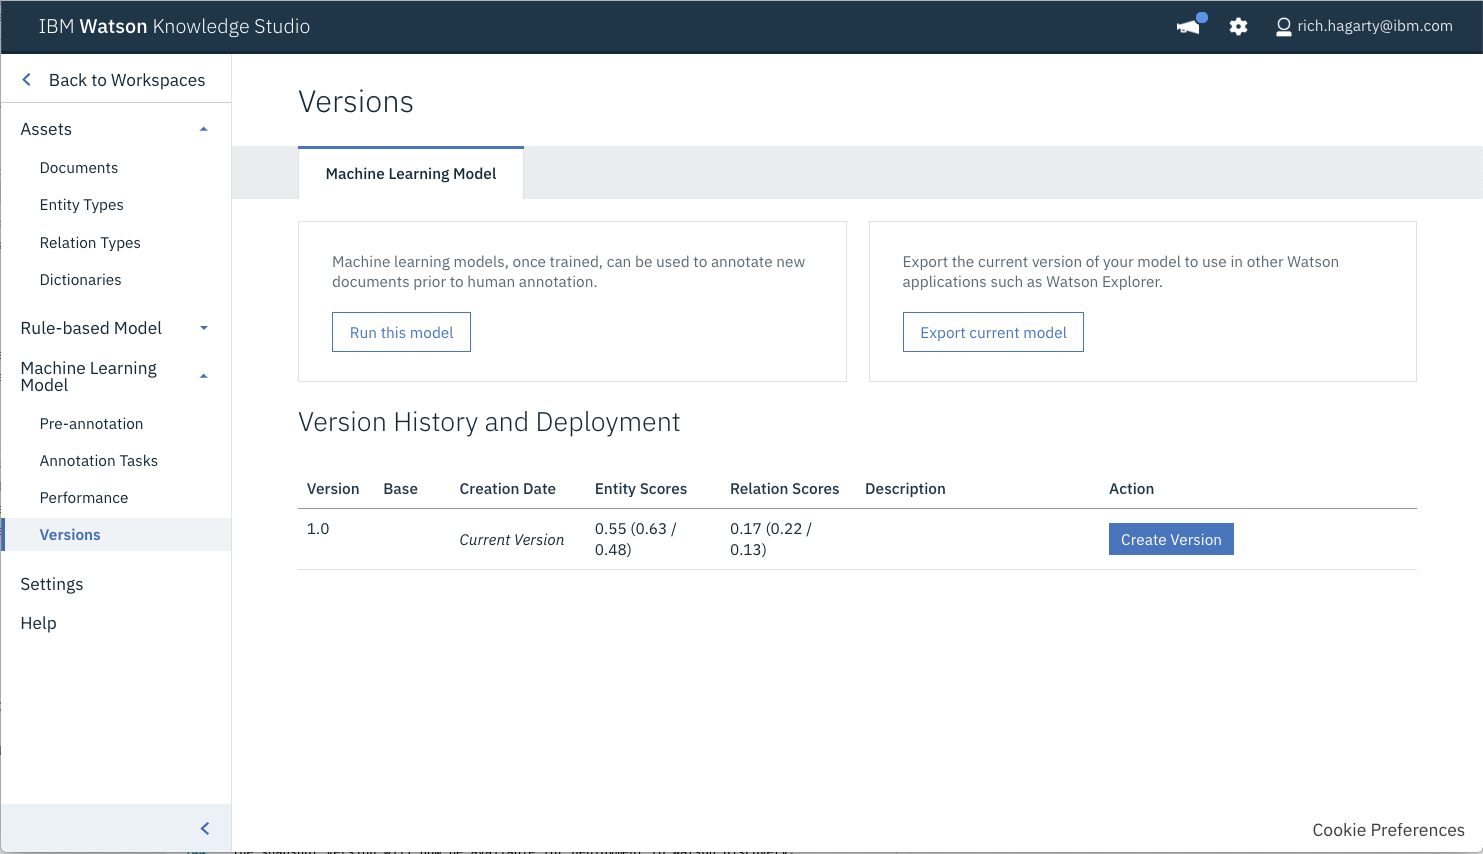 IBM Watson Knowledge Studio
rich.hagarty@ibm.com
Back to Workspaces
Assets
Documents
Entity Types
Relation Types
Dictionaries
Rule-based Model
Machine Learning
Model
Pre-annotation
Annotation Tasks
Performance
Versions
Settings
Help
Versions
Machine Learning Model
Machine learning models, once trained, can be used to annotate new
documents prior to human annotation.
Run this model
Export the current version of your model to use in other Watson
applications such as Watson Explorer.
Export current model
Version History and Deployment
Version Base Creation Date Entity Scores Relation Scores Description Action
1.0 Current Version 0.55 (0.63 / 0.17 (0.22 / Create Version
0.48) 0.13)
Cookie Preferences